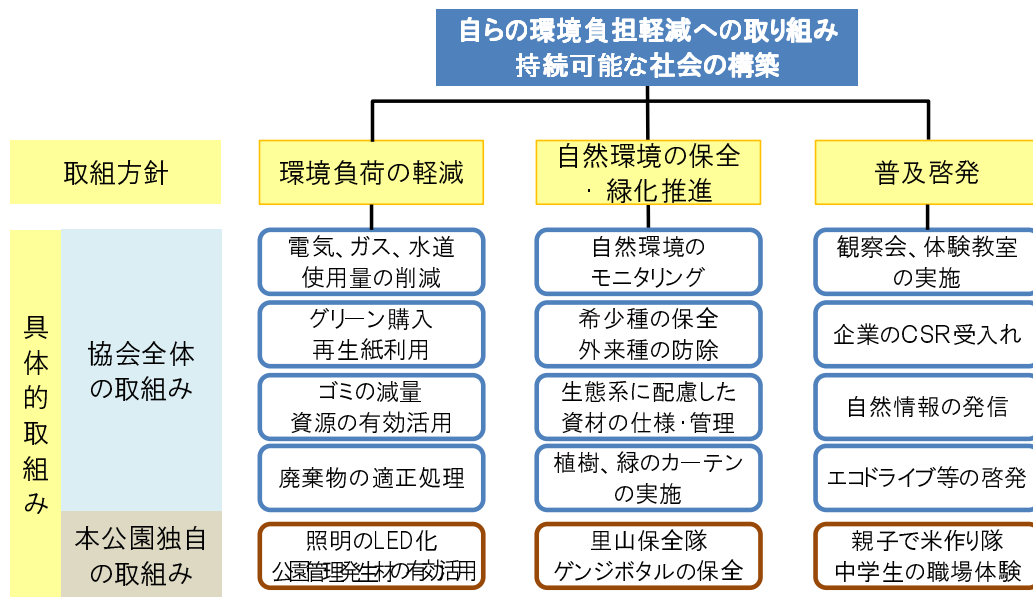 自らの環境負担軽減への取り組み
持続可能な社会の構築
取組方針
環境負荷の軽減
自然環境の保全
・緑化推進
普及啓発
具体的取組み
協会全体
の取組み
電気、ガス、水道
使用量の削減
グリーン購入
再生紙利用
ゴミの減量
資源の有効活用
廃棄物の適正処理
自然環境の
モニタリング
希少種の保全
外来種の防除
生態系に配慮した
資材の仕様・管理
植樹、緑のカーテン
の実施
観察会、体験教室
の実施
企業のCSR受入れ
自然情報の発信
エコドライブ等の啓発
本公園独自
の取組み
照明のLED化
公園管理発生材の有効活用
里山保全隊
ゲンジボタルの保全
親子で米作り隊
中学生の職場体験